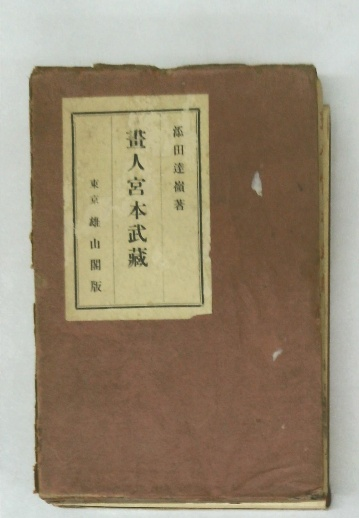 添田達嶺著
畫人宮本武藏
東京 雄山閣版